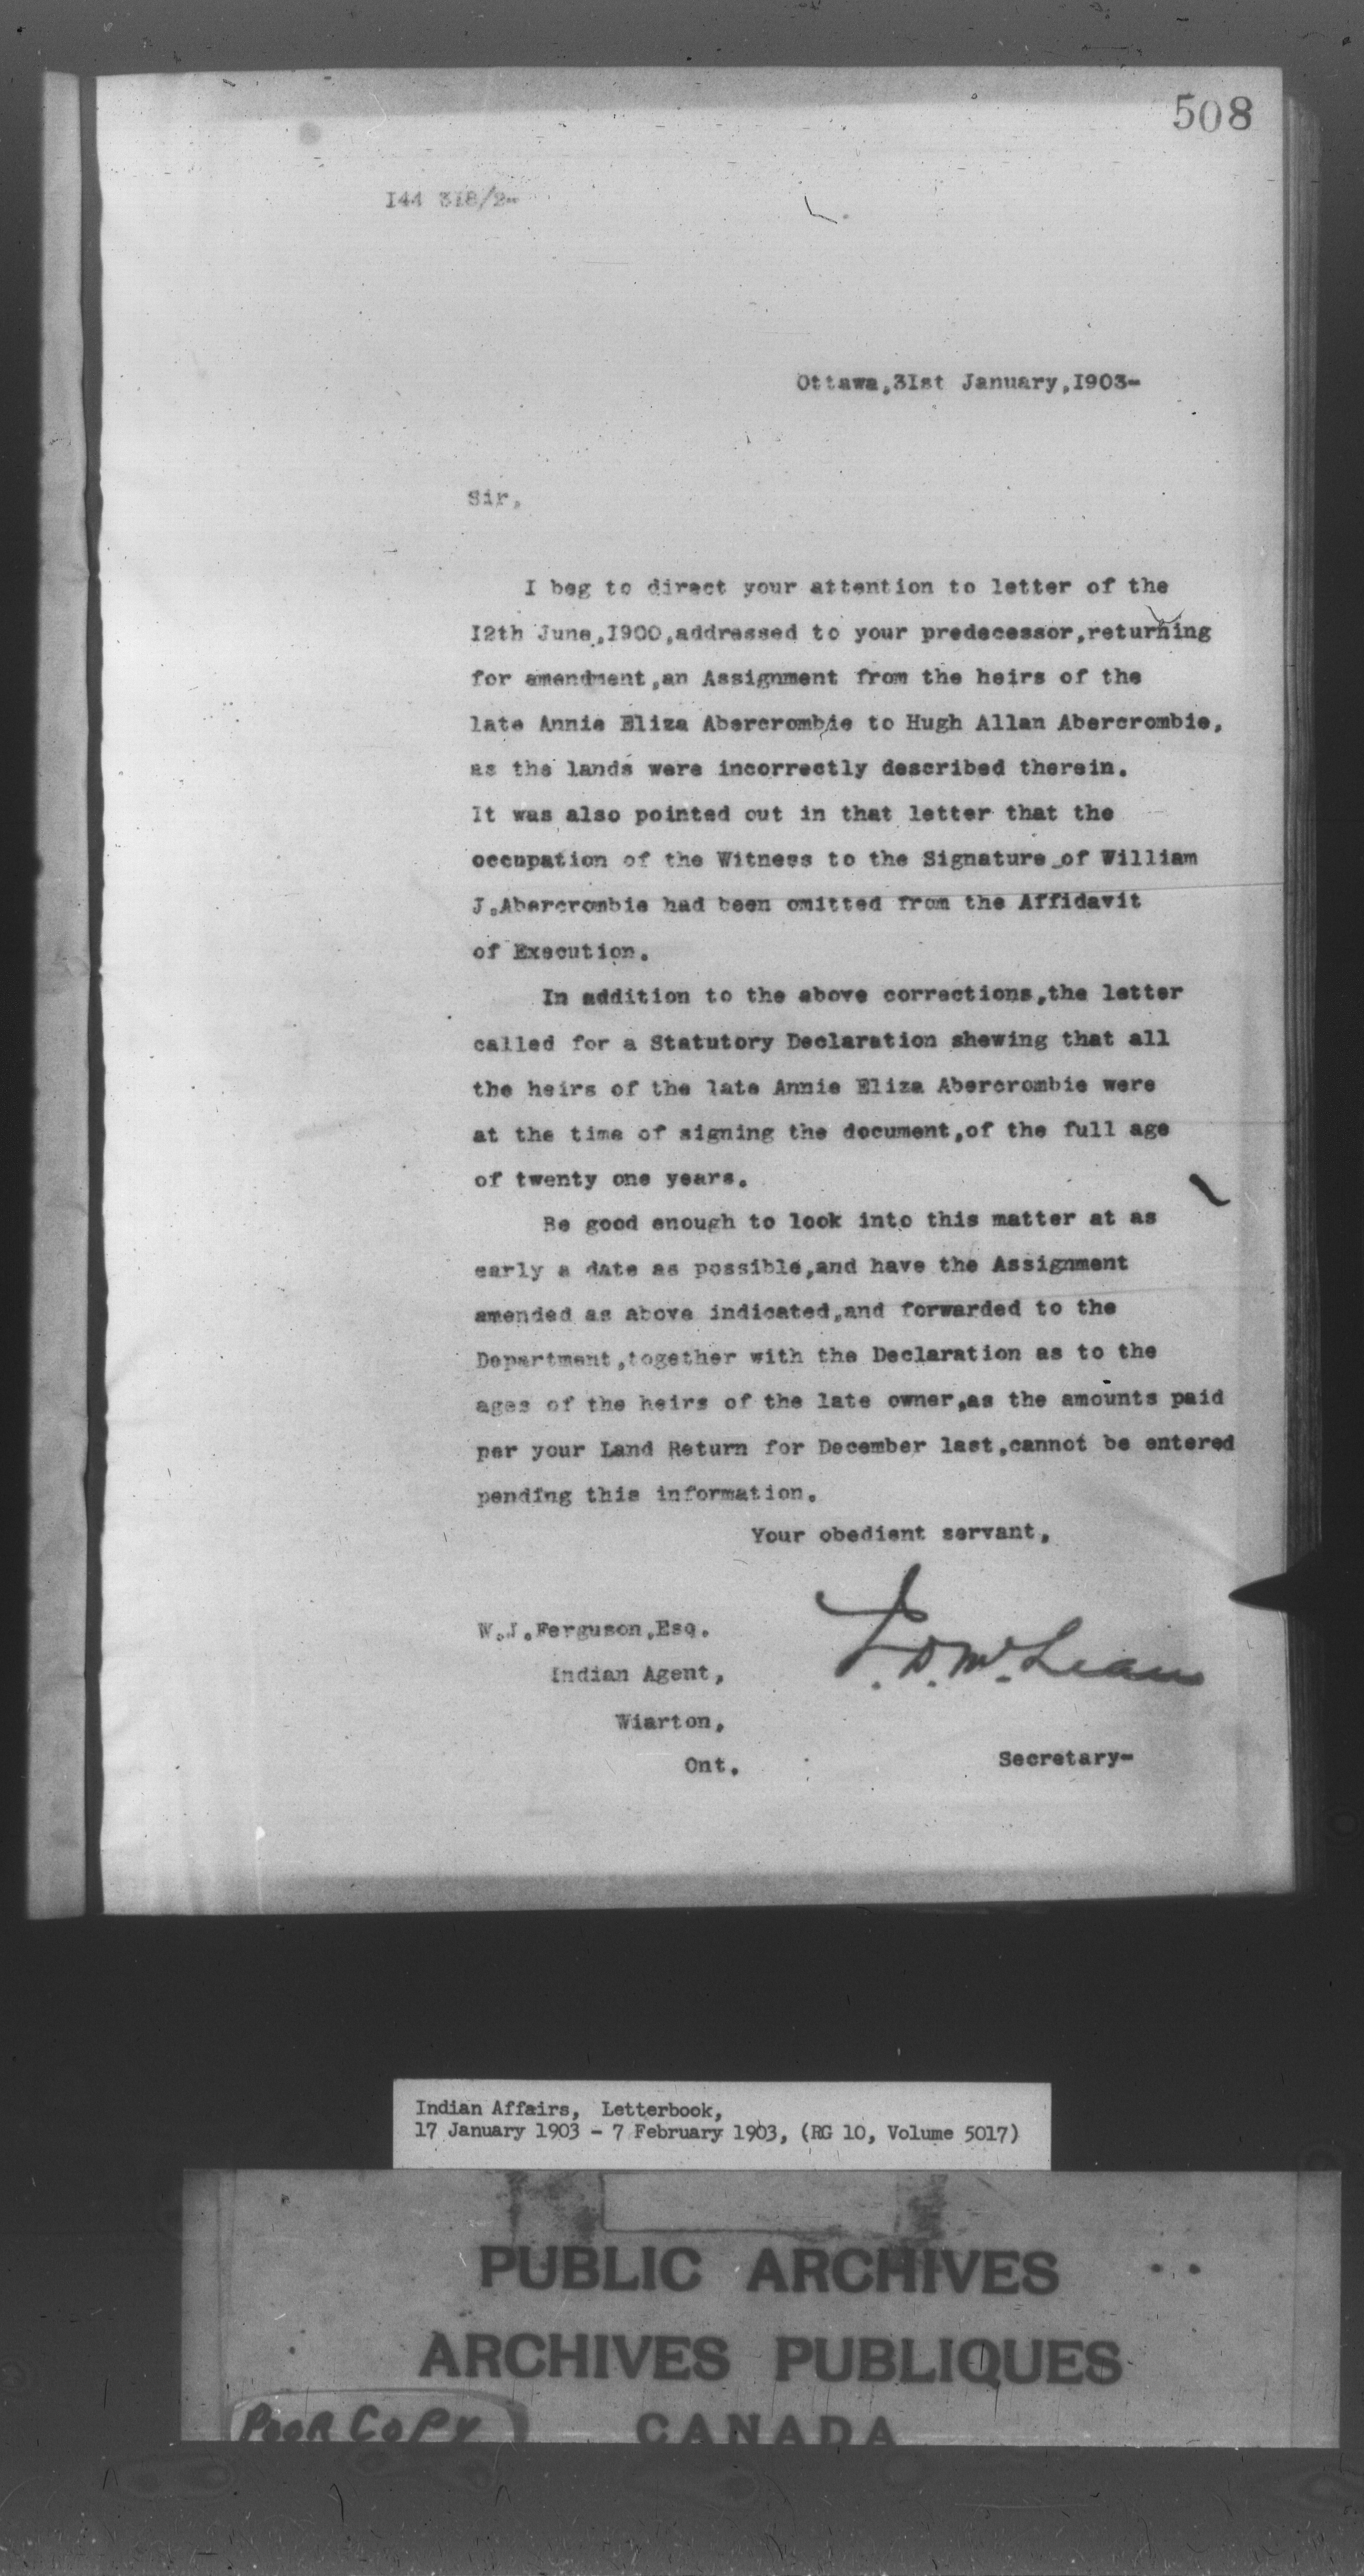 508
144 318/2-
Ottawa,31st January,1903-
Sir,
I beg to direct your attention to letter of the
12th June,1900,addressed to your predecessor,returning
for amendment,an Assignment from the heirs of the
late Annie Eliza Abercrombie to Hugh Allan Abercrombie,
as the lands were incorrectly described therein.
It was also pointed out in that letter that the
occupation of the Witness to the Signature of William
J.Abercrombie had been omitted from the Affidavit
of Execution.
In addition to the above corrections,the letter
called for a Statutory Declaration shewing that all
the heirs of the late Annie Eliza Abercrombie were
at the time of signing the document,of the full age
of twenty one years.
Be good enough to look into this matter at as
early a date as possible,and have the Assignment
amended as above indicated,and forwarded to the
Department,together with the Declaration as to the
ages of the heirs of the late owner,as the amounts paid
per your Land Return for December last,cannot be entered
pending this information.
Your obedient servant,
J.D.McLean
W.J.Ferguson,Esq.
Indian Agent,
Wiarton,
Ont.
Secretary-
Indian Affairs, Letterbook,
17 January 1903 - 7 February 1903, (RG 10, Volume 5017)
PUBLIC ARCHIVES
ARCHIVES PUBLIQUES
CANADA
POOR COPY